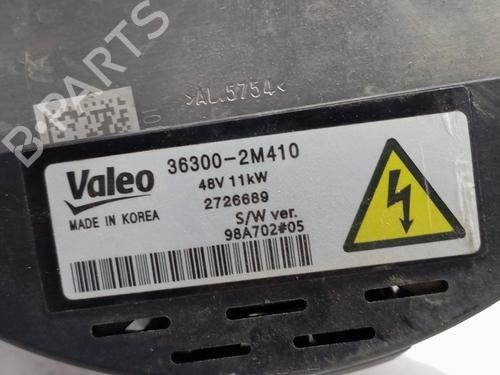 B-PARTS
>AL.5754<
Valeo
MADE IN KOREA
36300-2M410
48V 11kW
2726689
S/W ver.
98A702#05